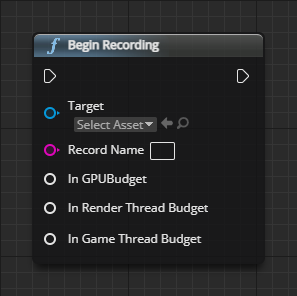 Begin Recording
Target
Select Asset
Record Name
In GPUBudget
In Render Thread Budget
In Game Thread Budget